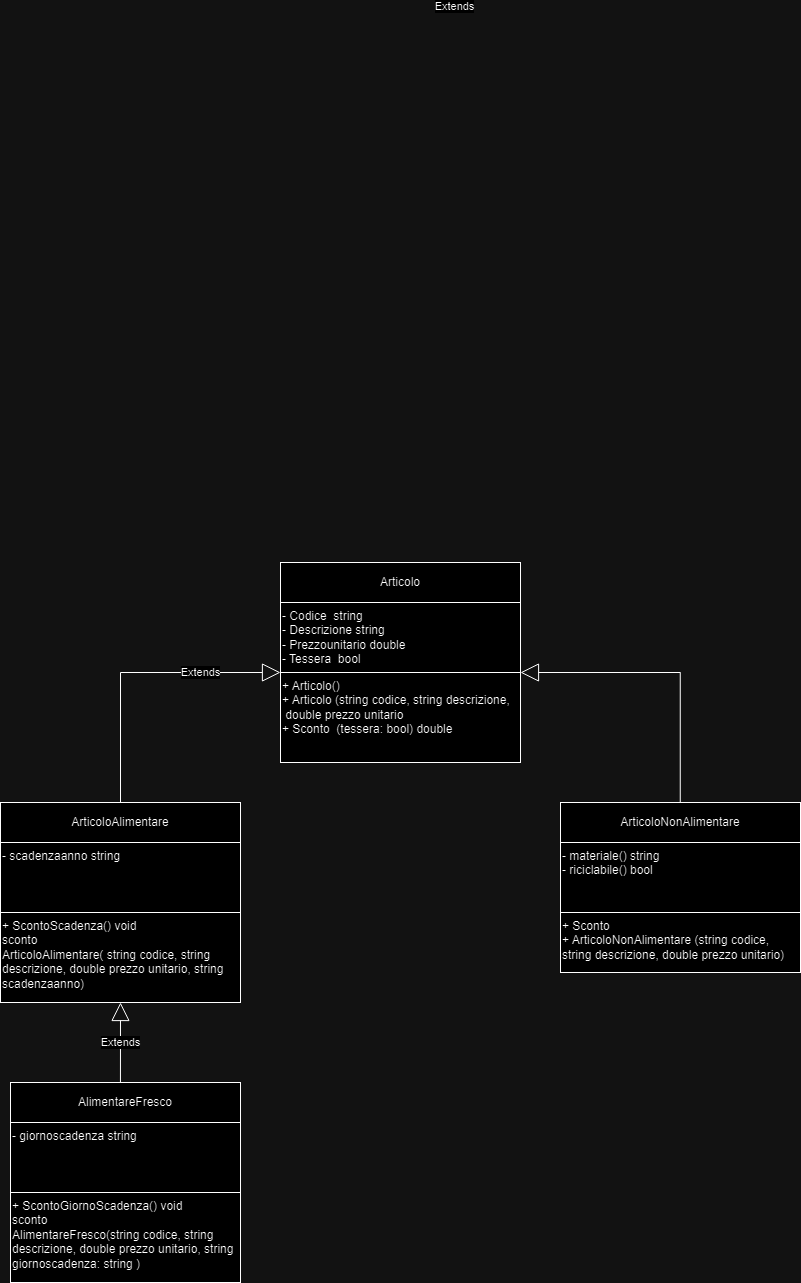 Extends
Articolo
- Codice  string
- Descrizione string
- Prezzounitario double
- Tessera  bool
Extends
+ Articolo()
+ Articolo (string codice, string descrizione,
double prezzo unitario
+ Sconto  (tessera: bool) double
ArticoloAlimentare
- scadenzaanno string
+ ScontoScadenza() void
sconto
ArticoloAlimentare( string codice, string
descrizione, double prezzo unitario, string
scadenzaanno)
ArticoloNonAlimentare
- materiale() string
- riciclabile() bool
+ Sconto
+ ArticoloNonAlimentare (string codice,
string descrizione, double prezzo unitario)
Extends
AlimentareFresco
- giornoscadenza string
+ ScontoGiornoScadenza() void
sconto
AlimentareFresco(string codice, string
descrizione, double prezzo unitario, string
giornoscadenza: string )